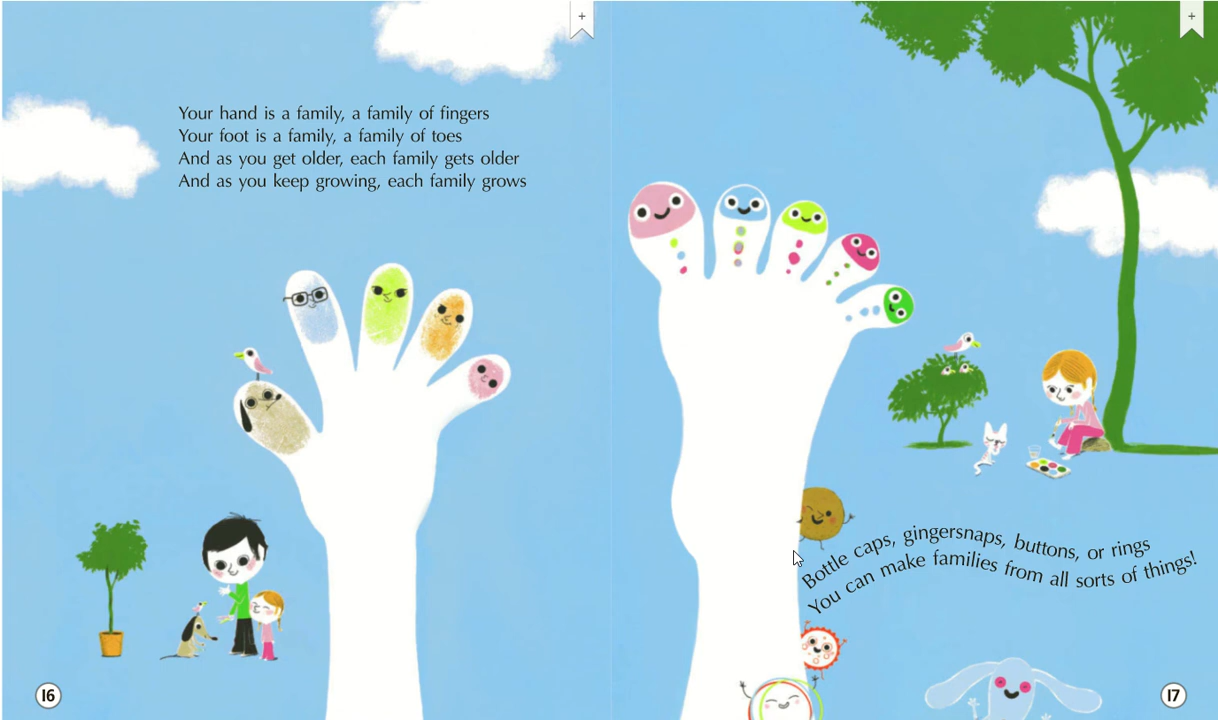 Your hand is a family, a family of fingers
Your foot is a family, a family of toes
And as you get older, each family gets older
And as you keep growing, each family grows
16
Bottle caps, gingersnaps, buttons, or rings
You can make families from all sorts of things!
17